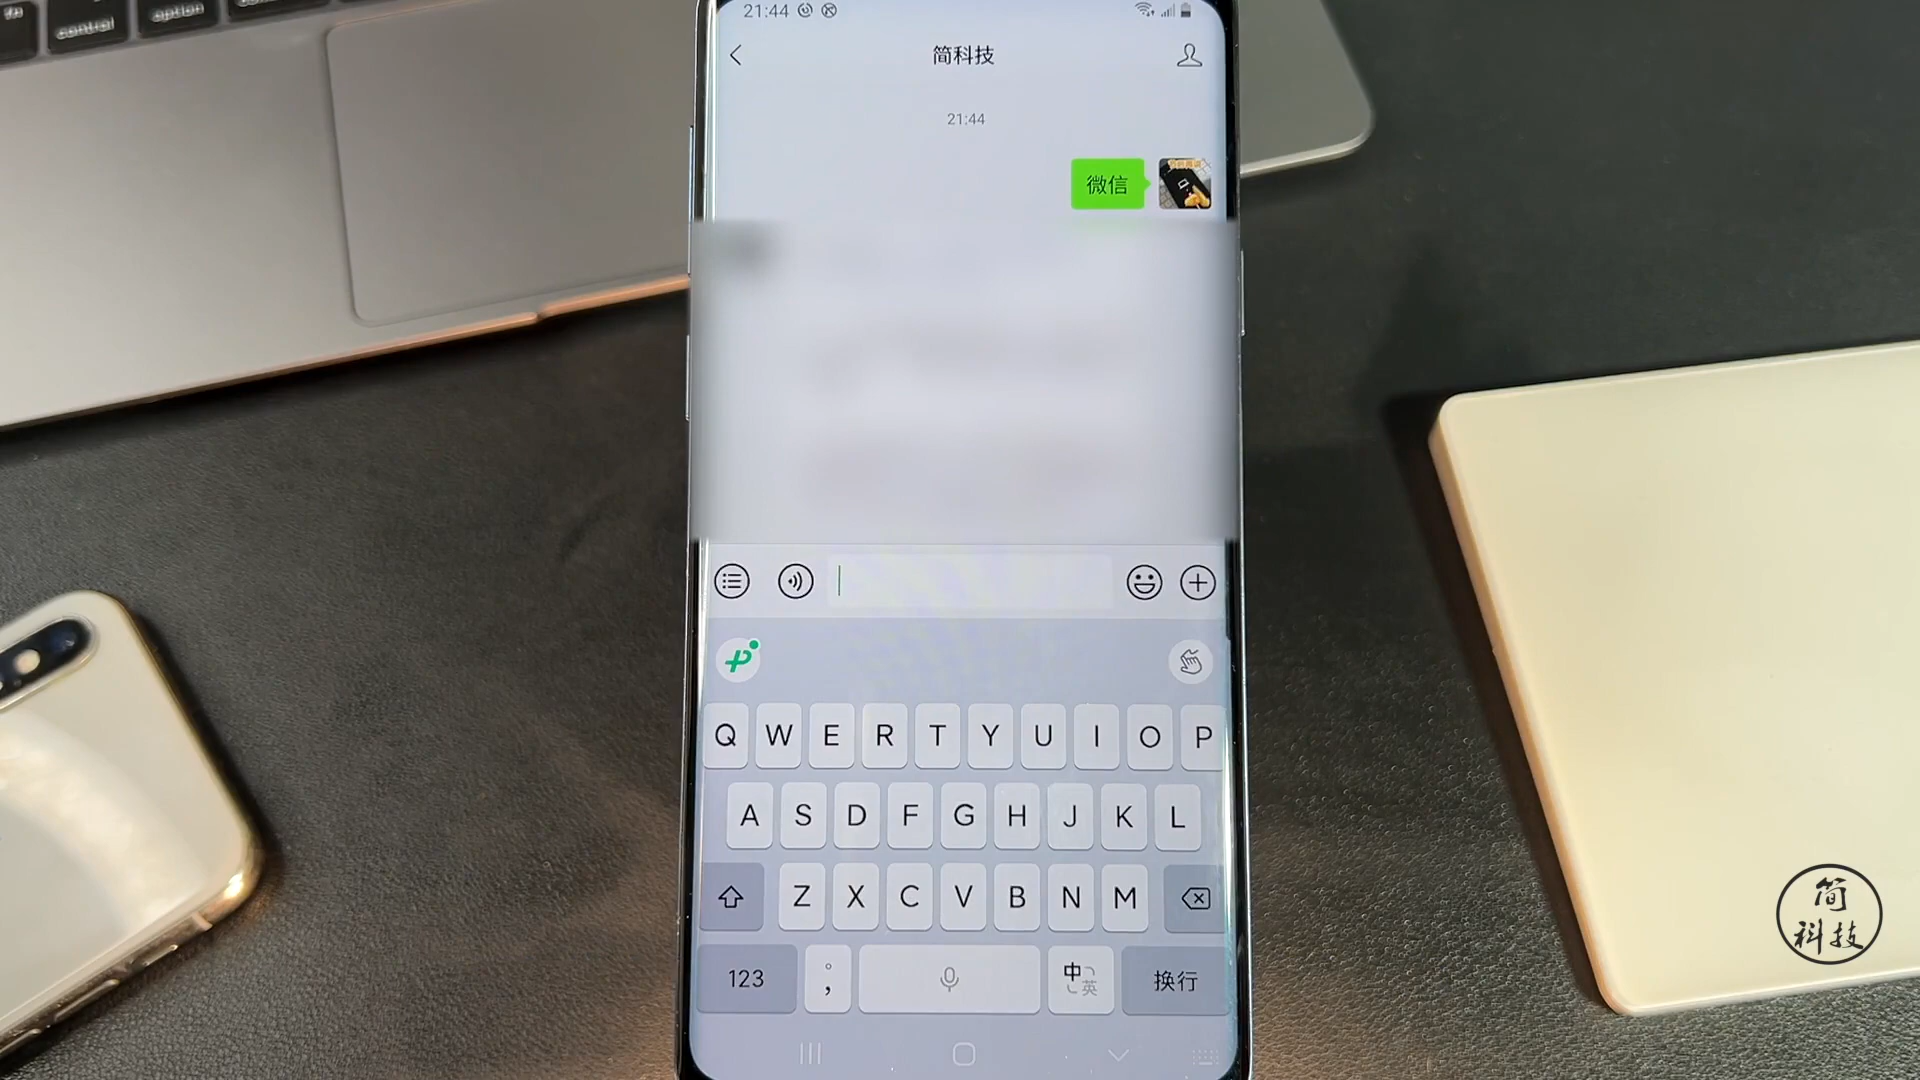 fn
control
option
21:44
简科技
21:44
微信
Q W E R T Y U I O P
A S D F G H J K L
Z X C V B N M
123
。
,
中
英
换行
简
科技